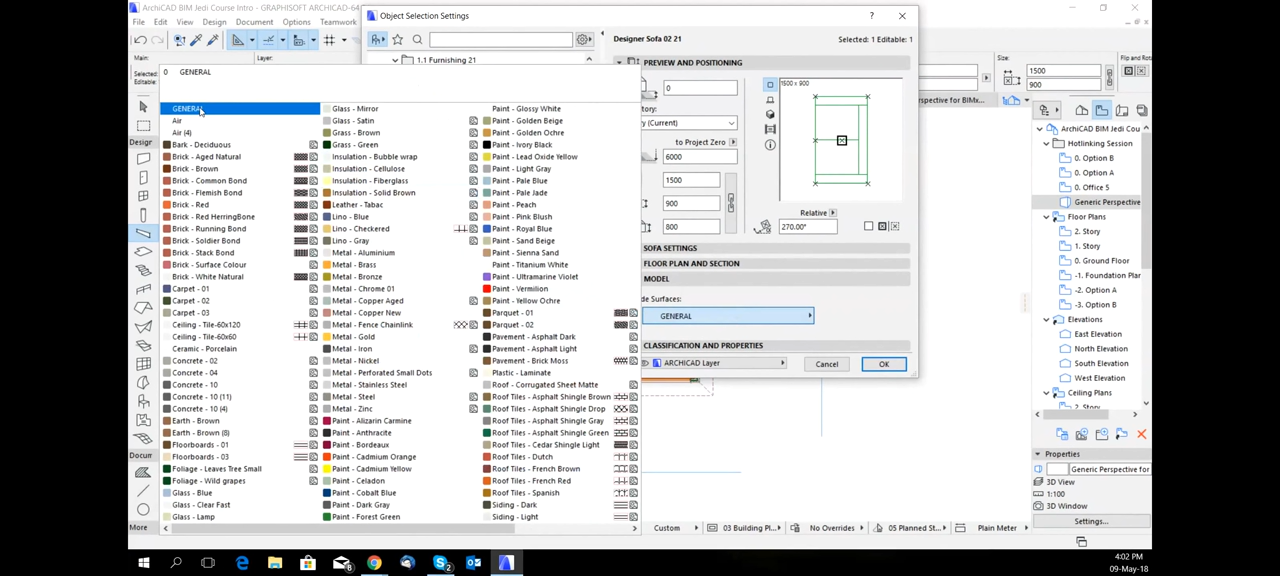 ArchiCAD BIM Jedi Course Intro - GRAPHISOFT ARCHICAD-64
File Edit View Design Document Options Teamwork
Main: Layer:
Selected:
Editable:
Object Selection Settings
? ×
1.1 Furnishing 21
Designer Sofa 02 21
Selected: 1 Editable: 1
PREVIEW AND POSITIONING
0
y (Current)
to Project Zero
6000
1500
900
800
1500 x 900
Relative
270.00°
SOFA SETTINGS
FLOOR PLAN AND SECTION
MODEL
de Surfaces:
GENERAL
CLASSIFICATION AND PROPERTIES
ARCHICAD Layer
Cancel
OK
0 GENERAL
GENERAL
Air
Air (4)
Bark - Deciduous
Brick - Aged Natural
Brick - Brown
Brick - Common Bond
Brick - Flemish Bond
Brick - Red
Brick - Red HerringBone
Brick - Running Bond
Brick - Soldier Bond
Brick - Stack Bond
Brick - Surface Colour
Brick - White Natural
Carpet - 01
Carpet - 02
Carpet - 03
Ceiling - Tile-60x120
Ceiling - Tile-60x60
Ceramic - Porcelain
Concrete - 02
Concrete - 04
Concrete - 10
Concrete - 10 (11)
Concrete - 10 (4)
Earth - Brown
Earth - Brown (8)
Floorboards - 01
Floorboards - 03
Foliage - Leaves Tree Small
Foliage - Wild grapes
Glass - Blue
Glass - Clear Fast
Glass - Lamp
Glass - Mirror
Glass - Satin
Glass - Brown
Glass - Green
Insulation - Bubble wrap
Insulation - Cellulose
Insulation - Fiberglass
Insulation - Solid Brown
Leather - Tabac
Lino - Blue
Lino - Checkered
Lino - Gray
Metal - Aluminium
Metal - Brass
Metal - Bronze
Metal - Chrome 01
Metal - Copper Aged
Metal - Copper New
Metal - Fence Chainlink
Metal - Gold
Metal - Iron
Metal - Nickel
Metal - Perforated Small Dots
Metal - Stainless Steel
Metal - Steel
Metal - Zinc
Paint - Alizarin Carmine
Paint - Anthracite
Paint - Bordeaux
Paint - Cadmium Orange
Paint - Cadmium Yellow
Paint - Celadon
Paint - Cobalt Blue
Paint - Dark Gray
Paint - Forest Green
Paint - Glossy White
Paint - Golden Beige
Paint - Golden Ochre
Paint - Ivory Black
Paint - Lead Oxide Yellow
Paint - Light Gray
Paint - Pale Blue
Paint - Pale Jade
Paint - Peach
Paint - Pink Blush
Paint - Royal Blue
Paint - Sand Beige
Paint - Sienna Sand
Paint - Titanium White
Paint - Ultramarine Violet
Paint - Vermilion
Paint - Yellow Ochre
Parquet - 01
Parquet - 02
Pavement - Asphalt Dark
Pavement - Asphalt Light
Pavement - Brick Moss
Plastic - Laminate
Roof - Corrugated Sheet Matte
Roof Tiles - Asphalt Shingle Brown
Roof Tiles - Asphalt Shingle Drop
Roof Tiles - Asphalt Shingle Gray
Roof Tiles - Asphalt Shingle Green
Roof Tiles - Cedar Shingle Light
Roof Tiles - Dutch
Roof Tiles - French Brown
Roof Tiles - French Red
Roof Tiles - Spanish
Siding - Dark
Siding - Light
Design
Docum
More
Size: Flip and Rota
1500
900
erspective for BIMx
ArchiCAD BIM Jedi Cou
Hotlinking Session
0. Option B
0. Option A
0. Office 5
Generic Perspective
Floor Plans
2. Story
1. Story
0. Ground Floor
-1. Foundation Plan
-2. Option A
-3. Option B
Elevations
East Elevation
North Elevation
South Elevation
West Elevation
Ceiling Plans
2. Story
Properties
Generic Perspective for
3D View
1:100
3D Window
Settings...
Custom 03 Building Pl... No Overrides 05 Planned St... Plain Meter
4:02 PM
09-May-18